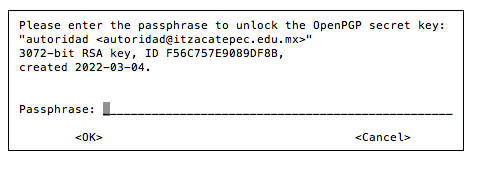 Please enter the passphrase to unlock the OpenPGP secret key:
"autoridad <autoridad@itzacatepec.edu.mx>"
3072-bit RSA key, ID F56C757E9089DF8B,
created 2022-03-04.
Passphrase: ___________________________________________________
<OK> <Cancel>